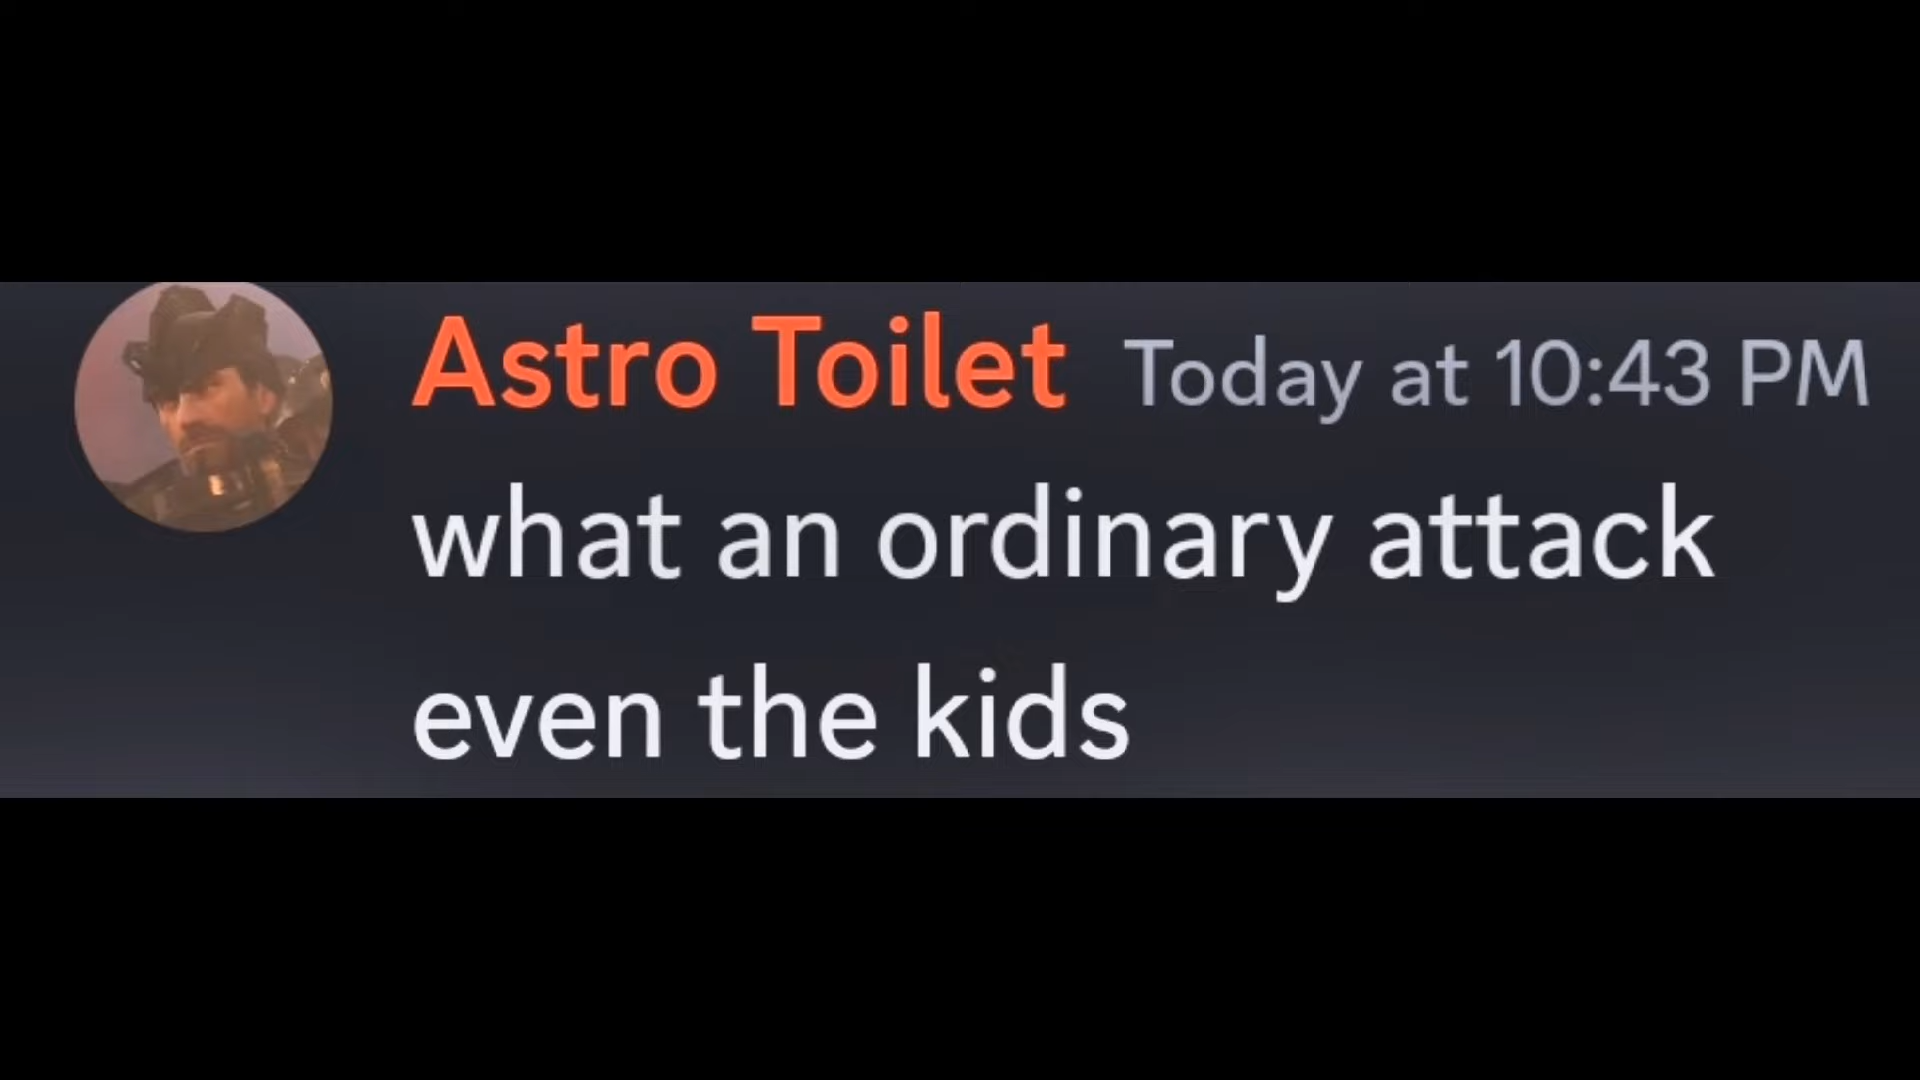 Astro Toilet Today at 10:43 PM
what an ordinary attack
even the kids